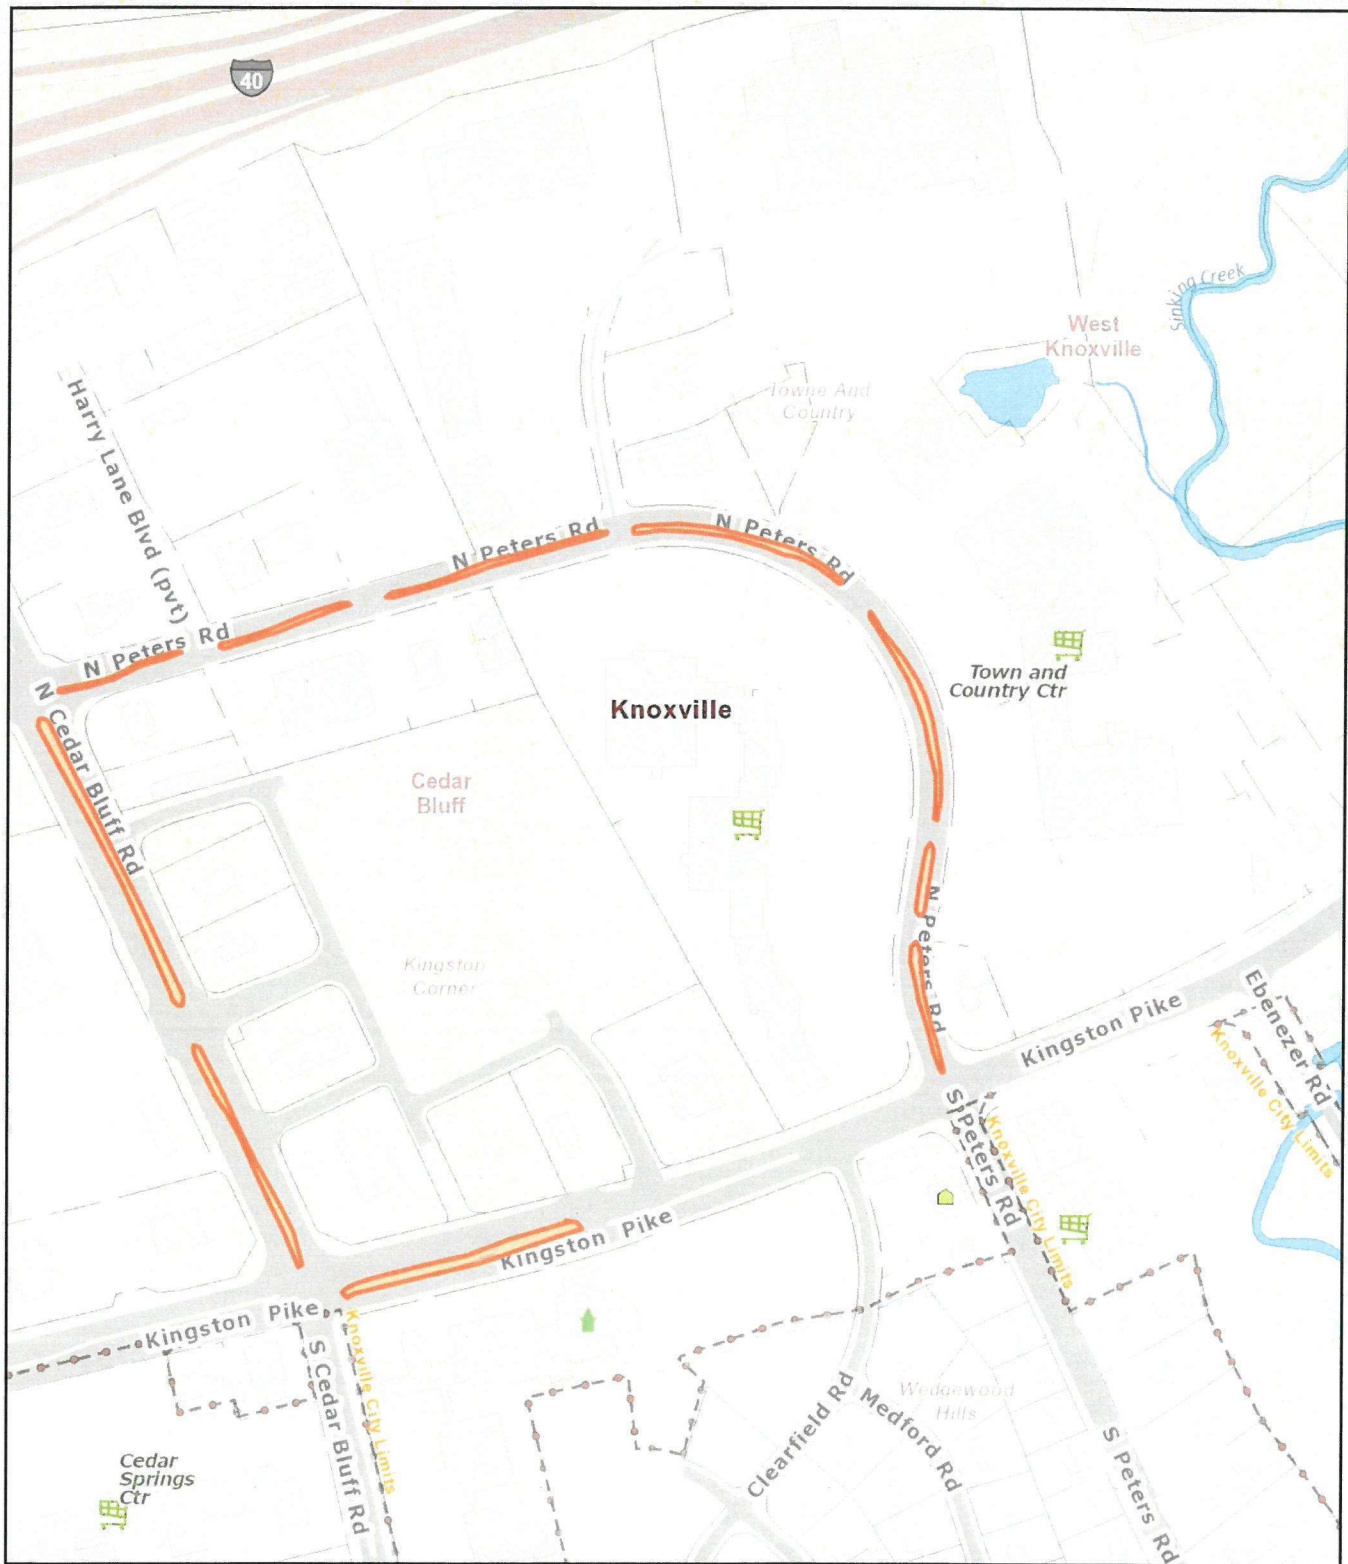 40
Sinking Creek
West
Knoxville
Towne And
Country
Harry Lane Blvd (pvt)
N Peters Rd
N Peters Rd
N Peters Rd
Town and
Country Ctr
N Cedar Bluff Rd
Knoxville
Cedar
Bluff
N Peters Rd
Kingston
Corner
Kingston Pike
Ebenezer Rd
Knoxville City Limits
S Peters Rd
Knoxville City Limits
Kingston Pike
Kingston Pike
Knoxville City Limits
S Cedar Bluff Rd
Clearfield Rd
Medford Rd
Wedgewood
Hills
S Peters Rd
Cedar
Springs
Ctr